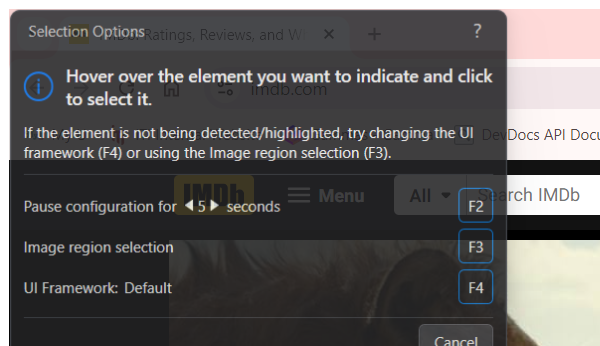 Selection Options
?
IMDb: Ratings, Reviews, and W
Hover over the element you want to indicate and click
to select it.
imdb.com
If the element is not being detected/highlighted, try changing the UI
framework (F4) or using the Image region selection (F3).
DevDocs API Docu
IMDb
Menu
All
Search IMDb
Pause configuration for 5 seconds
F2
Image region selection
F3
UI Framework: Default
F4
Cancel